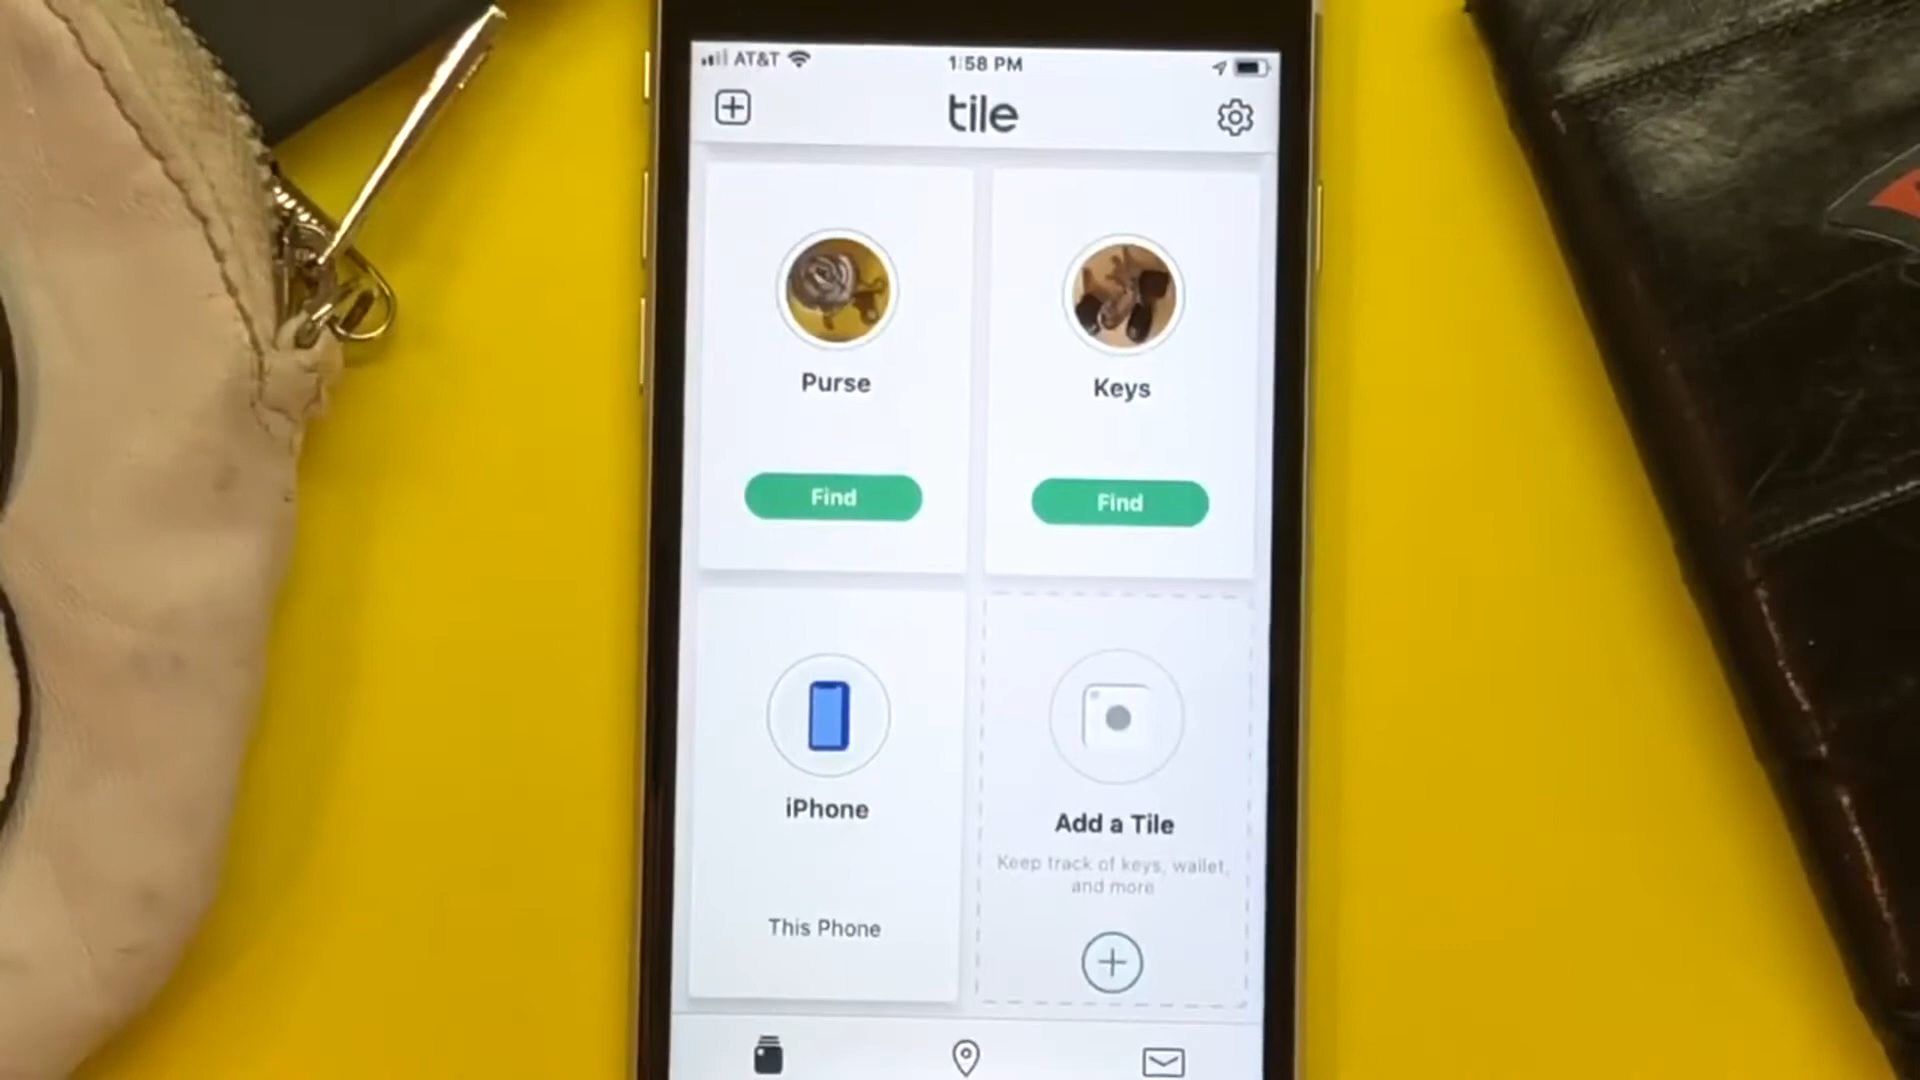 AT&T
1:58 PM
tile
Purse
Keys
Find
Find
iPhone
This Phone
Add a Tile
Keep track of keys, wallet,
and more